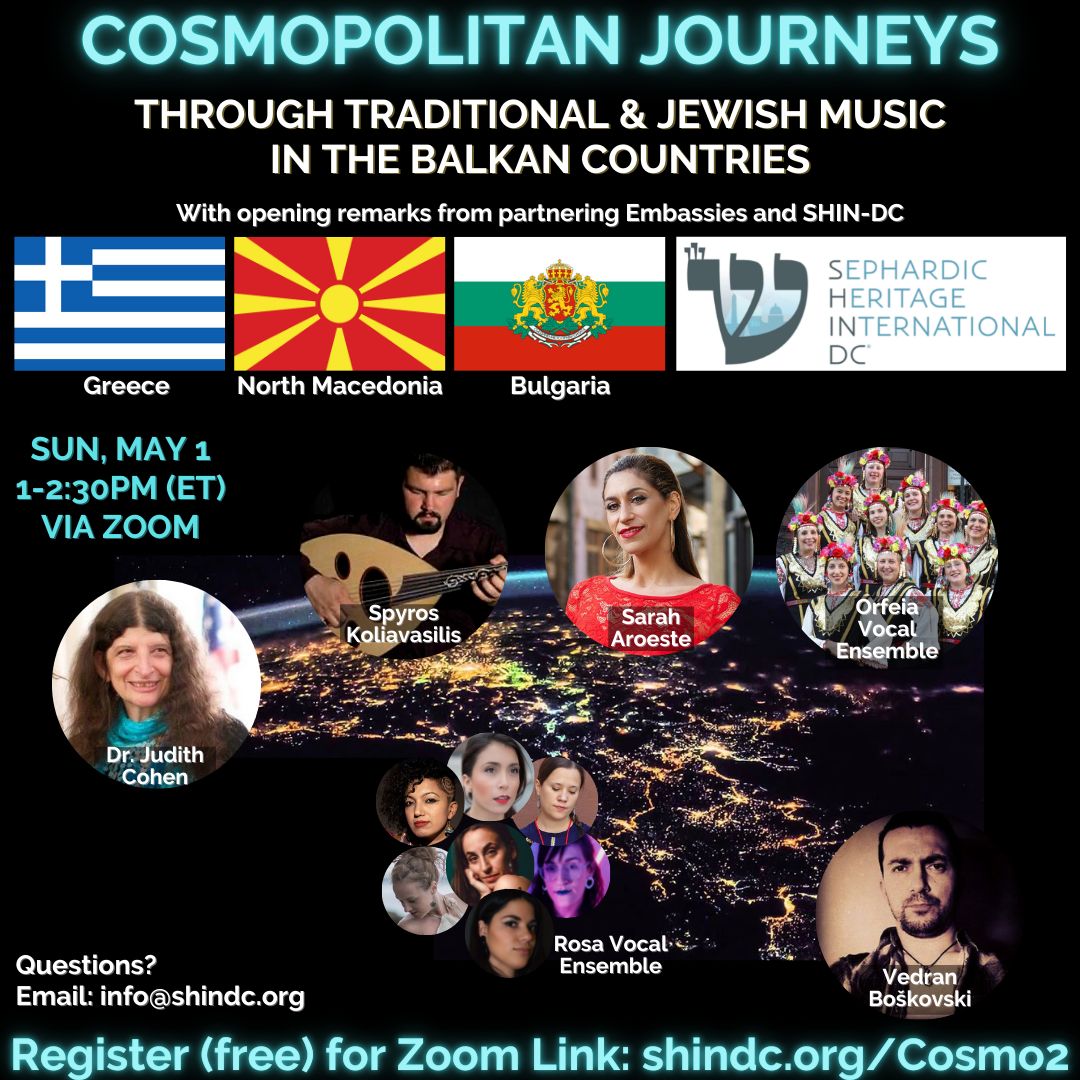 COSMOPOLITAN JOURNEYS
THROUGH TRADITIONAL & JEWISH MUSIC
IN THE BALKAN COUNTRIES
With opening remarks from partnering Embassies and SHIN-DC
שׂ
SEPHARDIC
HERITAGE
INTERNATIONAL
DC
Greece
North Macedonia
Bulgaria
SUN, MAY 1
1-2:30PM (ET)
VIA ZOOM
Spyros
Koliavasilis
Sarah
Aroeste
Orfeia
Vocal
Ensemble
Dr. Judith
Cohen
Rosa Vocal
Ensemble
Vedran
Boškovski
Questions?
Email: info@shindc.org
Register (free) for Zoom Link: shindc.org/Cosmo2